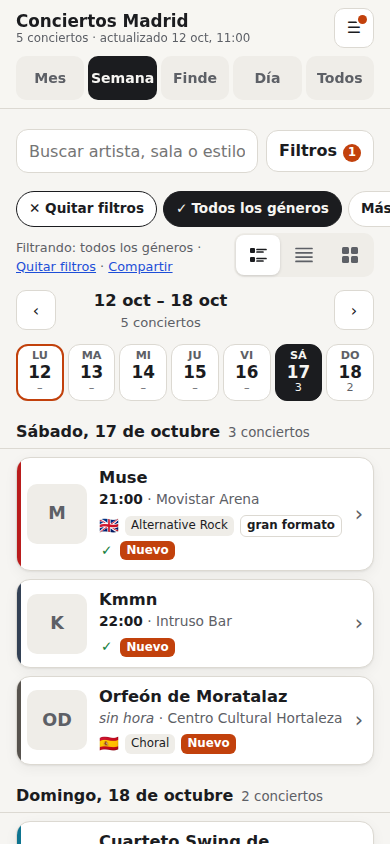 Conciertos Madrid
5 conciertos · actualizado 12 oct, 11:00
☰
Mes Semana Finde Día Todos
Buscar artista, sala o estilo
Filtros 1
✕ Quitar filtros ✓ Todos los géneros Más
Filtrando: todos los géneros ·
Quitar filtros · Compartir
‹ 12 oct – 18 oct ›
5 conciertos
LU MA MI JU VI SÁ DO
12 13 14 15 16 17 18
– – – – – 3 2
Sábado, 17 de octubre 3 conciertos
Muse
M
21:00 · Movistar Arena
🇬🇧 Alternative Rock gran formato ›
✓ Nuevo
Kmmn
K
22:00 · Intruso Bar ›
✓ Nuevo
Orfeón de Moratalaz
OD
sin hora · Centro Cultural Hortaleza ›
🇪🇸 Choral Nuevo
Domingo, 18 de octubre 2 conciertos
Cuarteto Swing de